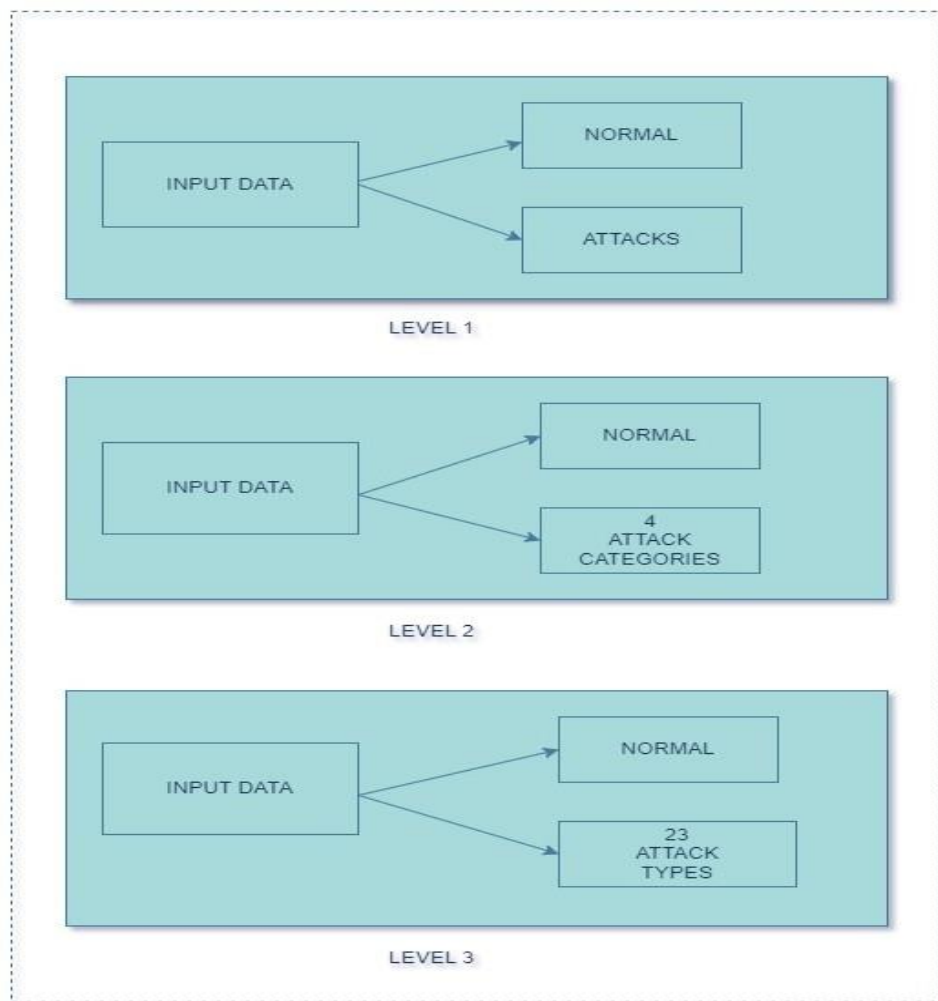 NORMAL
INPUT DATA
ATTACKS
LEVEL 1
NORMAL
INPUT DATA
4
ATTACK
CATEGORIES
LEVEL 2
NORMAL
INPUT DATA
23
ATTACK
TYPES
LEVEL 3